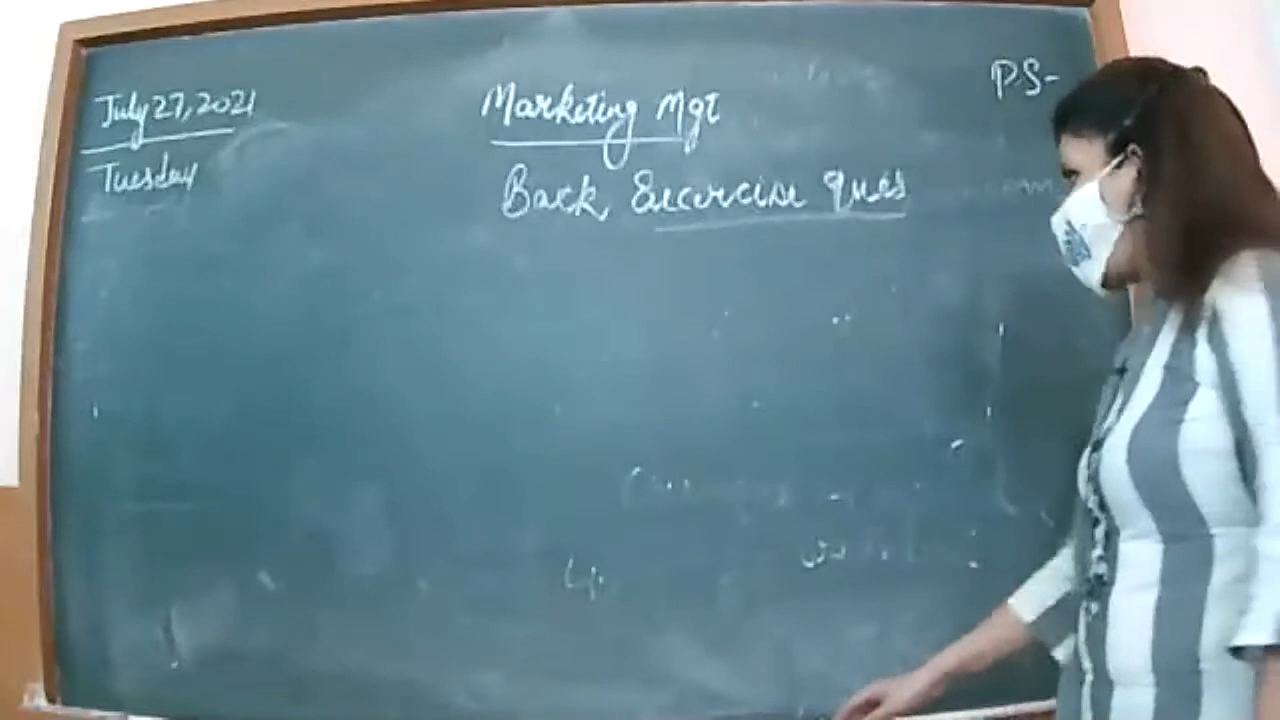 July 27, 2021
Tuesday
Marketing Mgt
Back Excercise Ques
PS-